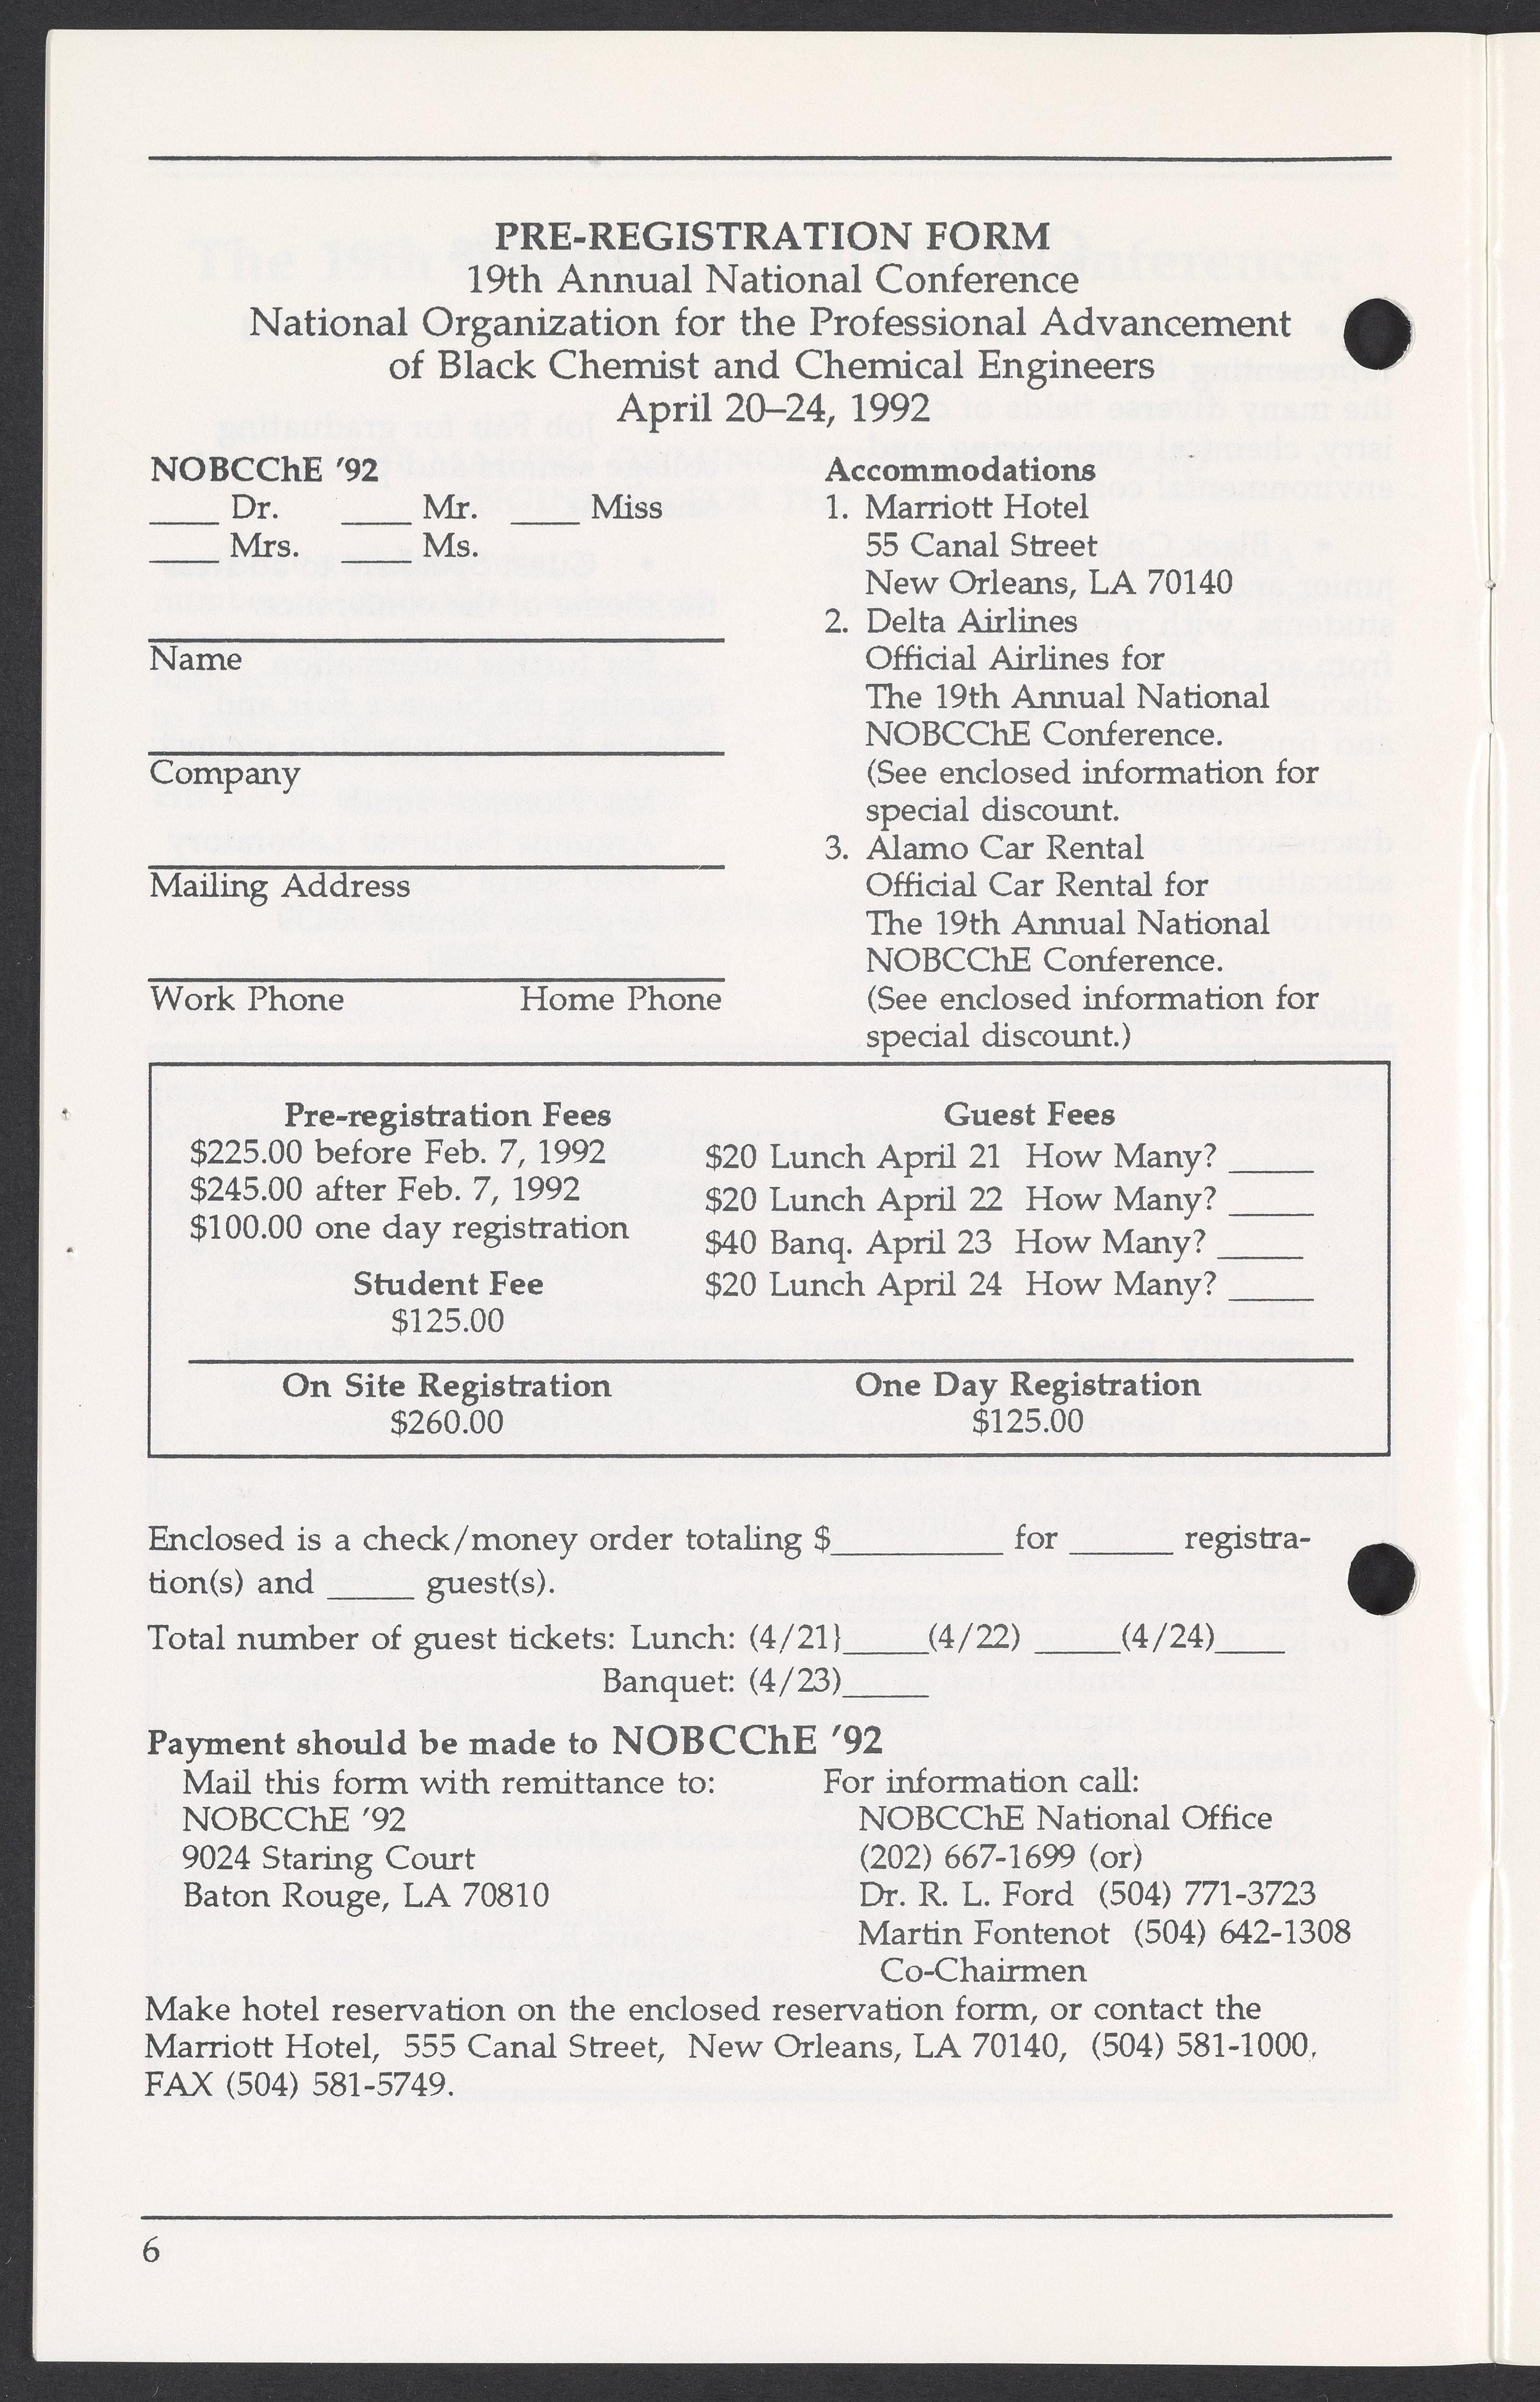 PRE-REGISTRATION FORM
19th Annual National Conference
National Organization for the Professional Advancement
of Black Chemist and Chemical Engineers
April 20–24, 1992
NOBCChE '92
____ Dr. ____ Mr. ____ Miss
____ Mrs. ____ Ms.
Name
Company
Mailing Address
Work Phone Home Phone
Accommodations
1. Marriott Hotel
55 Canal Street
New Orleans, LA 70140
2. Delta Airlines
Official Airlines for
The 19th Annual National
NOBCChE Conference.
(See enclosed information for
special discount.
3. Alamo Car Rental
Official Car Rental for
The 19th Annual National
NOBCChE Conference.
(See enclosed information for
special discount.)
Pre-registration Fees
$225.00 before Feb. 7, 1992
$245.00 after Feb. 7, 1992
$100.00 one day registration
Student Fee
$125.00
Guest Fees
$20 Lunch April 21 How Many? _____
$20 Lunch April 22 How Many? _____
$40 Banq. April 23 How Many? _____
$20 Lunch April 24 How Many? _____
On Site Registration
$260.00
One Day Registration
$125.00
Enclosed is a check/money order totaling $__________ for ______ registra-
tion(s) and _____ guest(s).
Total number of guest tickets: Lunch: (4/21}_____(4/22) _____(4/24)____
Banquet: (4/23)_____
Payment should be made to NOBCChE '92
Mail this form with remittance to:
NOBCChE '92
9024 Staring Court
Baton Rouge, LA 70810
For information call:
NOBCChE National Office
(202) 667-1699 (or)
Dr. R. L. Ford (504) 771-3723
Martin Fontenot (504) 642-1308
Co-Chairmen
Make hotel reservation on the enclosed reservation form, or contact the
Marriott Hotel, 555 Canal Street, New Orleans, LA 70140, (504) 581-1000,
FAX (504) 581-5749.
6